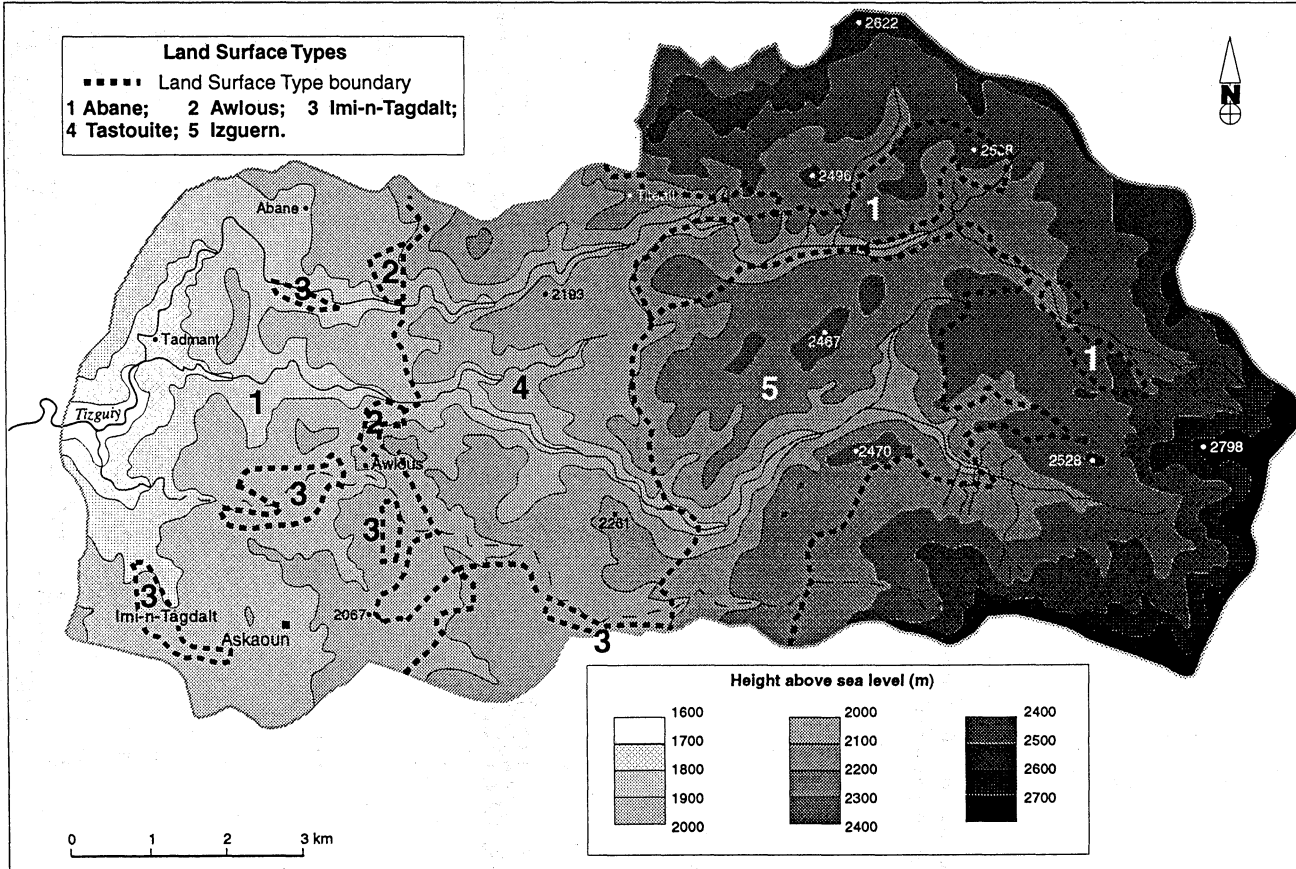 Land Surface Types
Land Surface Type boundary
1 Abane; 2 Awlous; 3 Imi-n-Tagdalt;
4 Tastouite; 5 Izguern.
2622
N
2490
1
Abane
2
3
2193
Tadmant
2467
1
4
5
1
Tizguiy
2
Awlous
2470
2528
2798
3
3
2261
3
Imi-n-Tagdalt
2067
Askaoun
3
Height above sea level (m)
1600
1700
1800
1900
2000
2000
2100
2200
2300
2400
2400
2500
2600
2700
0 1 2 3 km